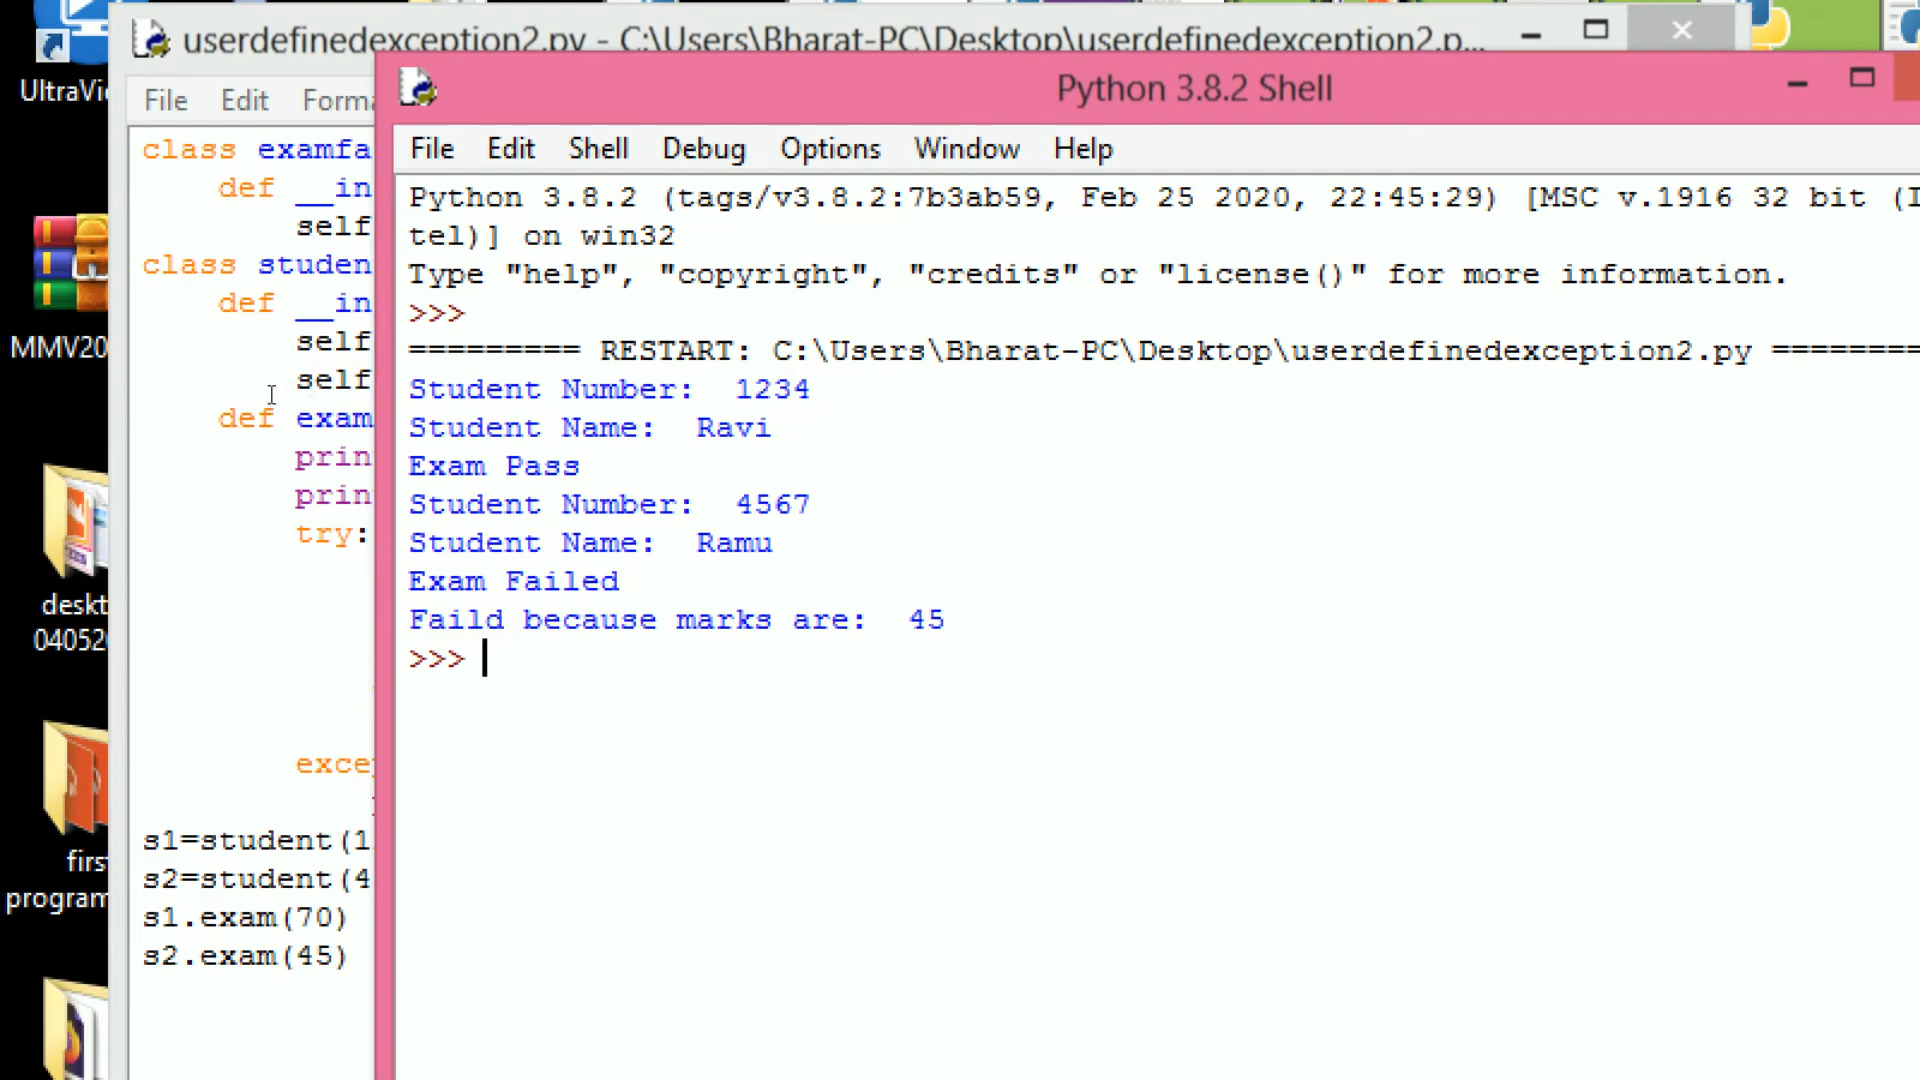 userdefinedexception2.py - C:\Users\Bharat-PC\Desktop\userdefinedexception2.p...
File Edit Forma
class examfa
def __in
self
class studen
def __in
self
self
def exam
prin
prin
try:
exce
s1=student(1
s2=student(4
s1.exam(70)
s2.exam(45)
Python 3.8.2 Shell
File Edit Shell Debug Options Window Help
Python 3.8.2 (tags/v3.8.2:7b3ab59, Feb 25 2020, 22:45:29) [MSC v.1916 32 bit (I
tel)] on win32
Type "help", "copyright", "credits" or "license()" for more information.
>>>
========= RESTART: C:\Users\Bharat-PC\Desktop\userdefinedexception2.py ========
Student Number:  1234
Student Name:  Ravi
Exam Pass
Student Number:  4567
Student Name:  Ramu
Exam Failed
Faild because marks are:  45
>>>
UltraVi
MMV20
deskt
04052
firs
program